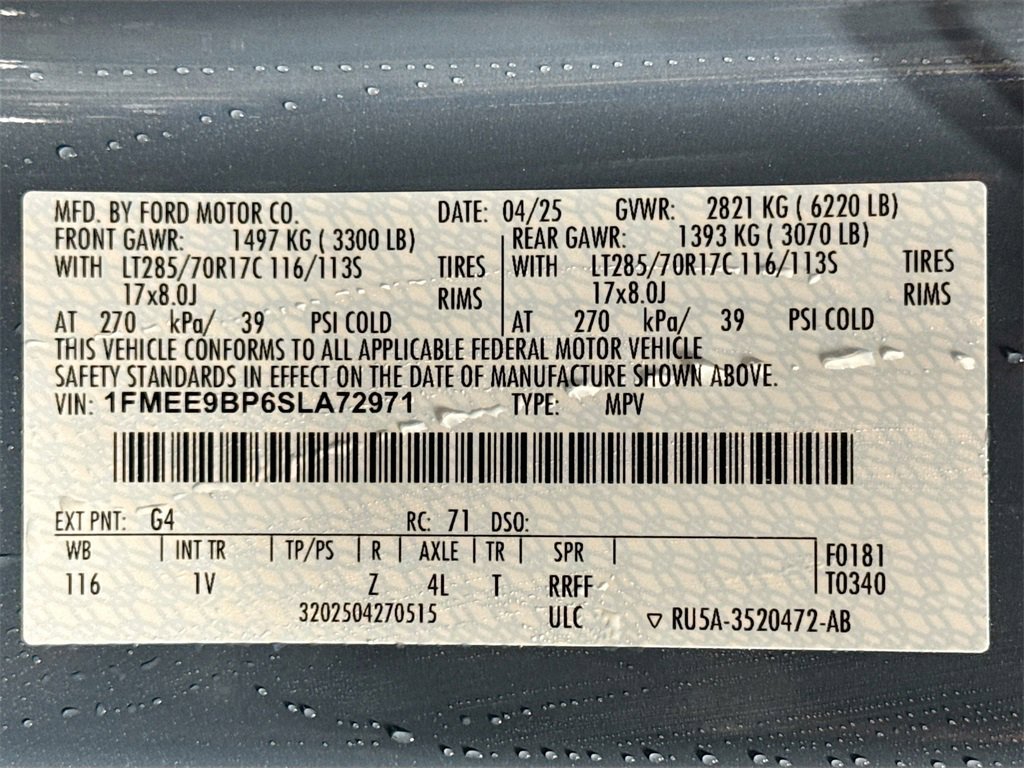 MFD. BY FORD MOTOR CO. DATE: 04/25 GVWR: 2821 KG ( 6220 LB)
FRONT GAWR: 1497 KG ( 3300 LB) REAR GAWR: 1393 KG ( 3070 LB)
WITH LT285/70R17C 116/113S TIRES WITH LT285/70R17C 116/113S TIRES
17x8.0J RIMS 17x8.0J RIMS
AT 270 kPa/ 39 PSI COLD AT 270 kPa/ 39 PSI COLD
THIS VEHICLE CONFORMS TO ALL APPLICABLE FEDERAL MOTOR VEHICLE
SAFETY STANDARDS IN EFFECT ON THE DATE OF MANUFACTURE SHOWN ABOVE.
VIN: 1FMEE9BP6SLA72971 TYPE: MPV
EXT PNT: G4 RC: 71 DSO:
WB INT TR TP/PS R AXLE TR SPR F0181
116 1V Z 4L T RRFF T0340
3202504270515 ULC ▽ RU5A-3520472-AB